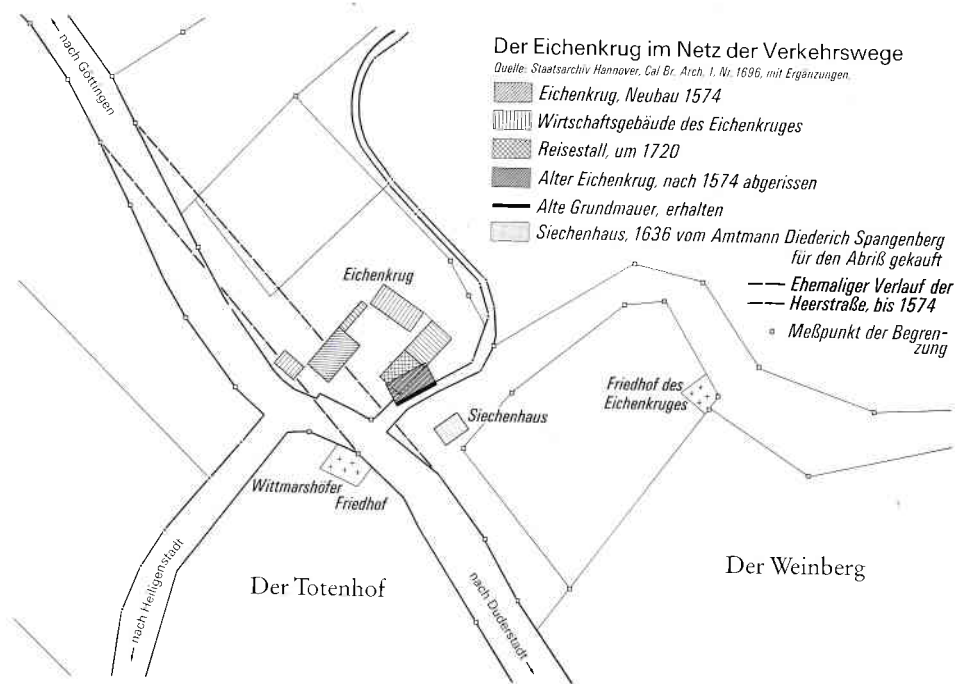 Der Eichenkrug im Netz der Verkehrswege
Quelle: Staatsarchiv Hannover, Cal Br. Arch. I. Nr. 1696, mit Ergänzungen.
Eichenkrug, Neubau 1574
Wirtschaftsgebäude des Eichenkruges
Reisestall, um 1720
Alter Eichenkrug, nach 1574 abgerissen
Alte Grundmauer, erhalten
Siechenhaus, 1636 vom Amtmann Diederich Spangenberg
für den Abriß gekauft
Ehemaliger Verlauf der
Heerstraße, bis 1574
Meßpunkt der Begren-
zung
nach Göttingen
Eichenkrug
Siechenhaus
Friedhof des
Eichenkruges
Wittmarshöfer
Friedhof
nach Heiligenstadt
Der Totenhof
nach Duderstadt
Der Weinberg